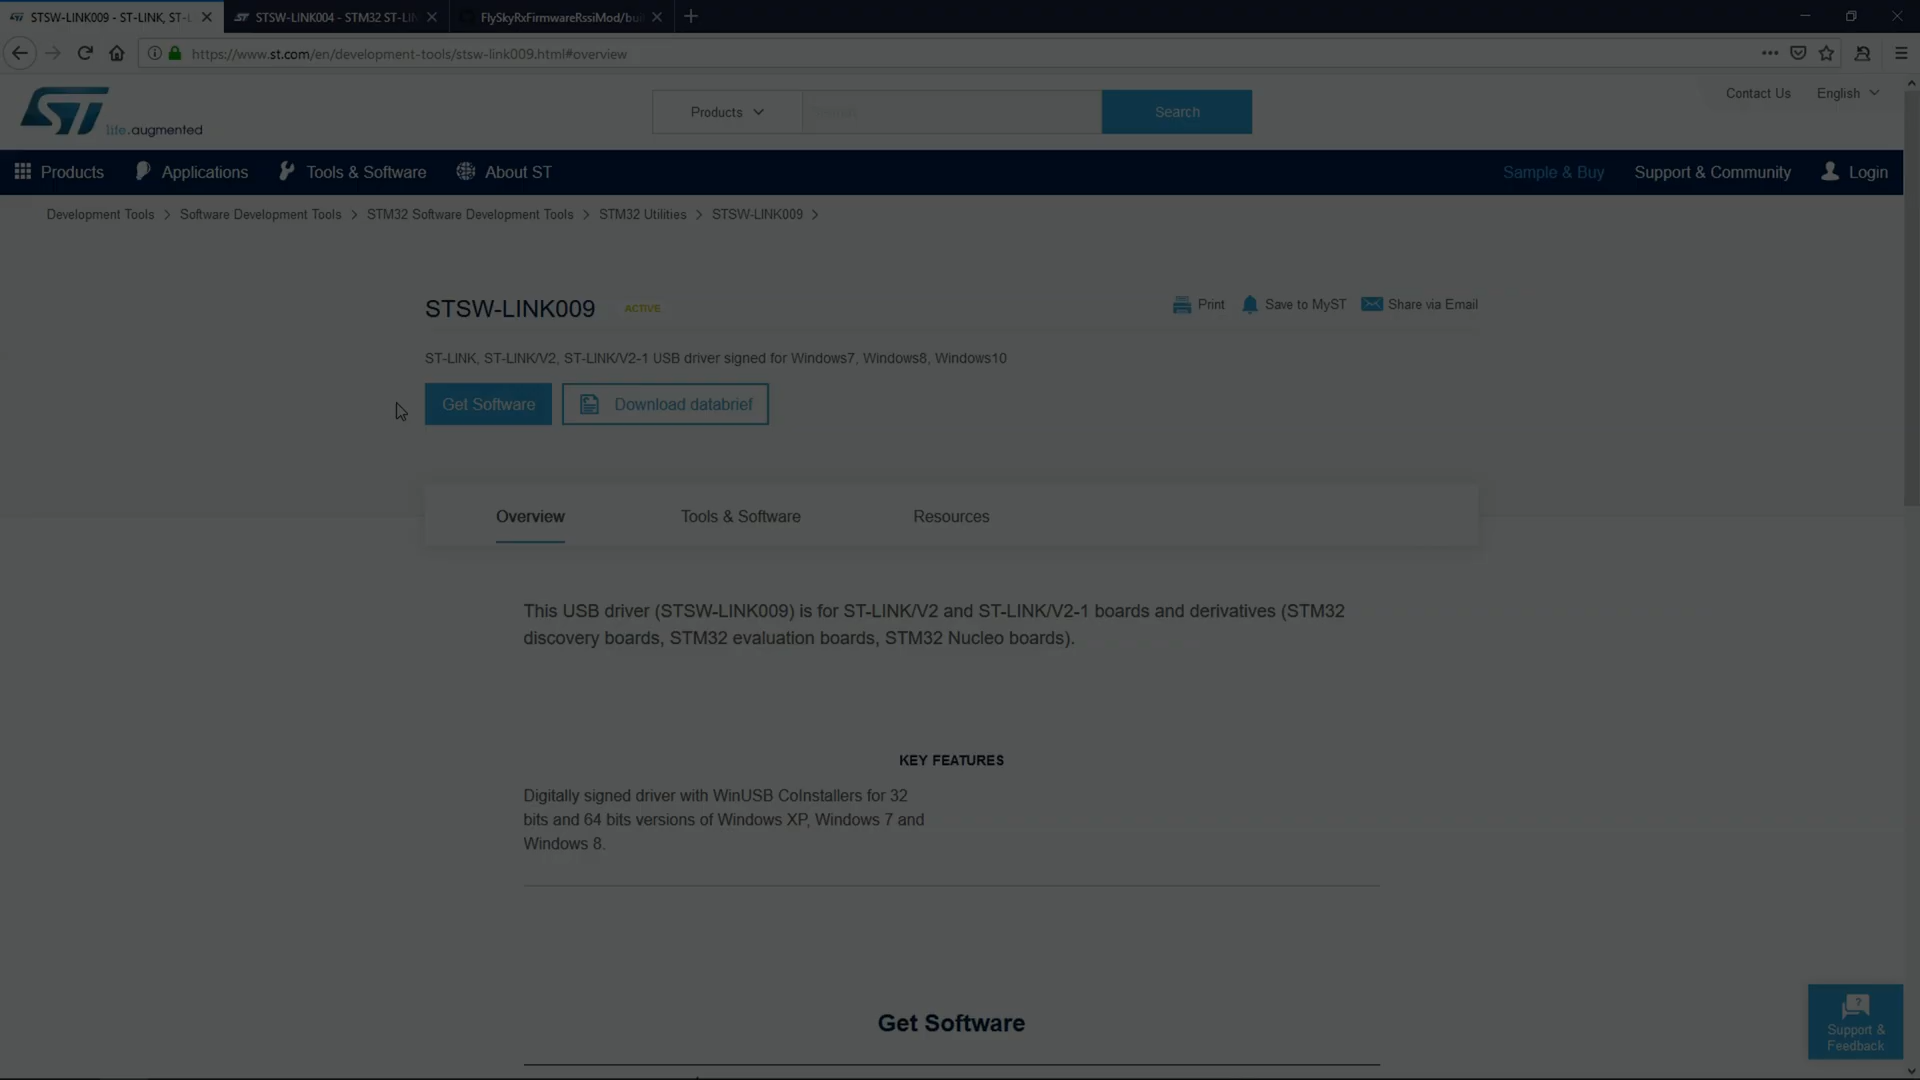 STSW-LINK009 - ST-LINK, ST-L
STSW-LINK004 - STM32 ST-LIN
FlySkyRxFirmwareRssiMod/bui
https://www.st.com/en/development-tools/stsw-link009.html#overview
ST life.augmented
Products
Search
Contact Us
English
Products
Applications
Tools & Software
About ST
Sample & Buy
Support & Community
Login
Development Tools > Software Development Tools > STM32 Software Development Tools > STM32 Utilities > STSW-LINK009 >
STSW-LINK009
ACTIVE
Print
Save to MyST
Share via Email
ST-LINK, ST-LINK/V2, ST-LINK/V2-1 USB driver signed for Windows7, Windows8, Windows10
Get Software
Download databrief
Overview
Tools & Software
Resources
This USB driver (STSW-LINK009) is for ST-LINK/V2 and ST-LINK/V2-1 boards and derivatives (STM32
discovery boards, STM32 evaluation boards, STM32 Nucleo boards).
KEY FEATURES
Digitally signed driver with WinUSB CoInstallers for 32
bits and 64 bits versions of Windows XP, Windows 7 and
Windows 8.
Get Software
Support &
Feedback